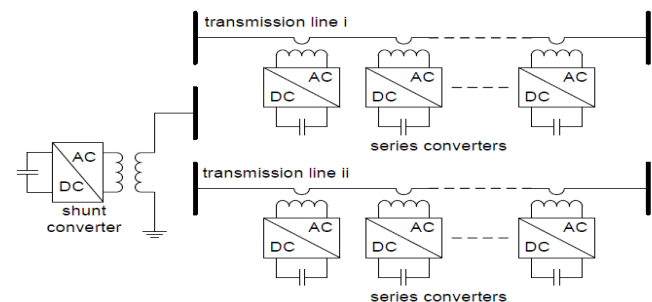 transmission line i
AC
DC
AC
DC
AC
DC
series converters
AC
DC
shunt
converter
transmission line ii
AC
DC
AC
DC
AC
DC
series converters